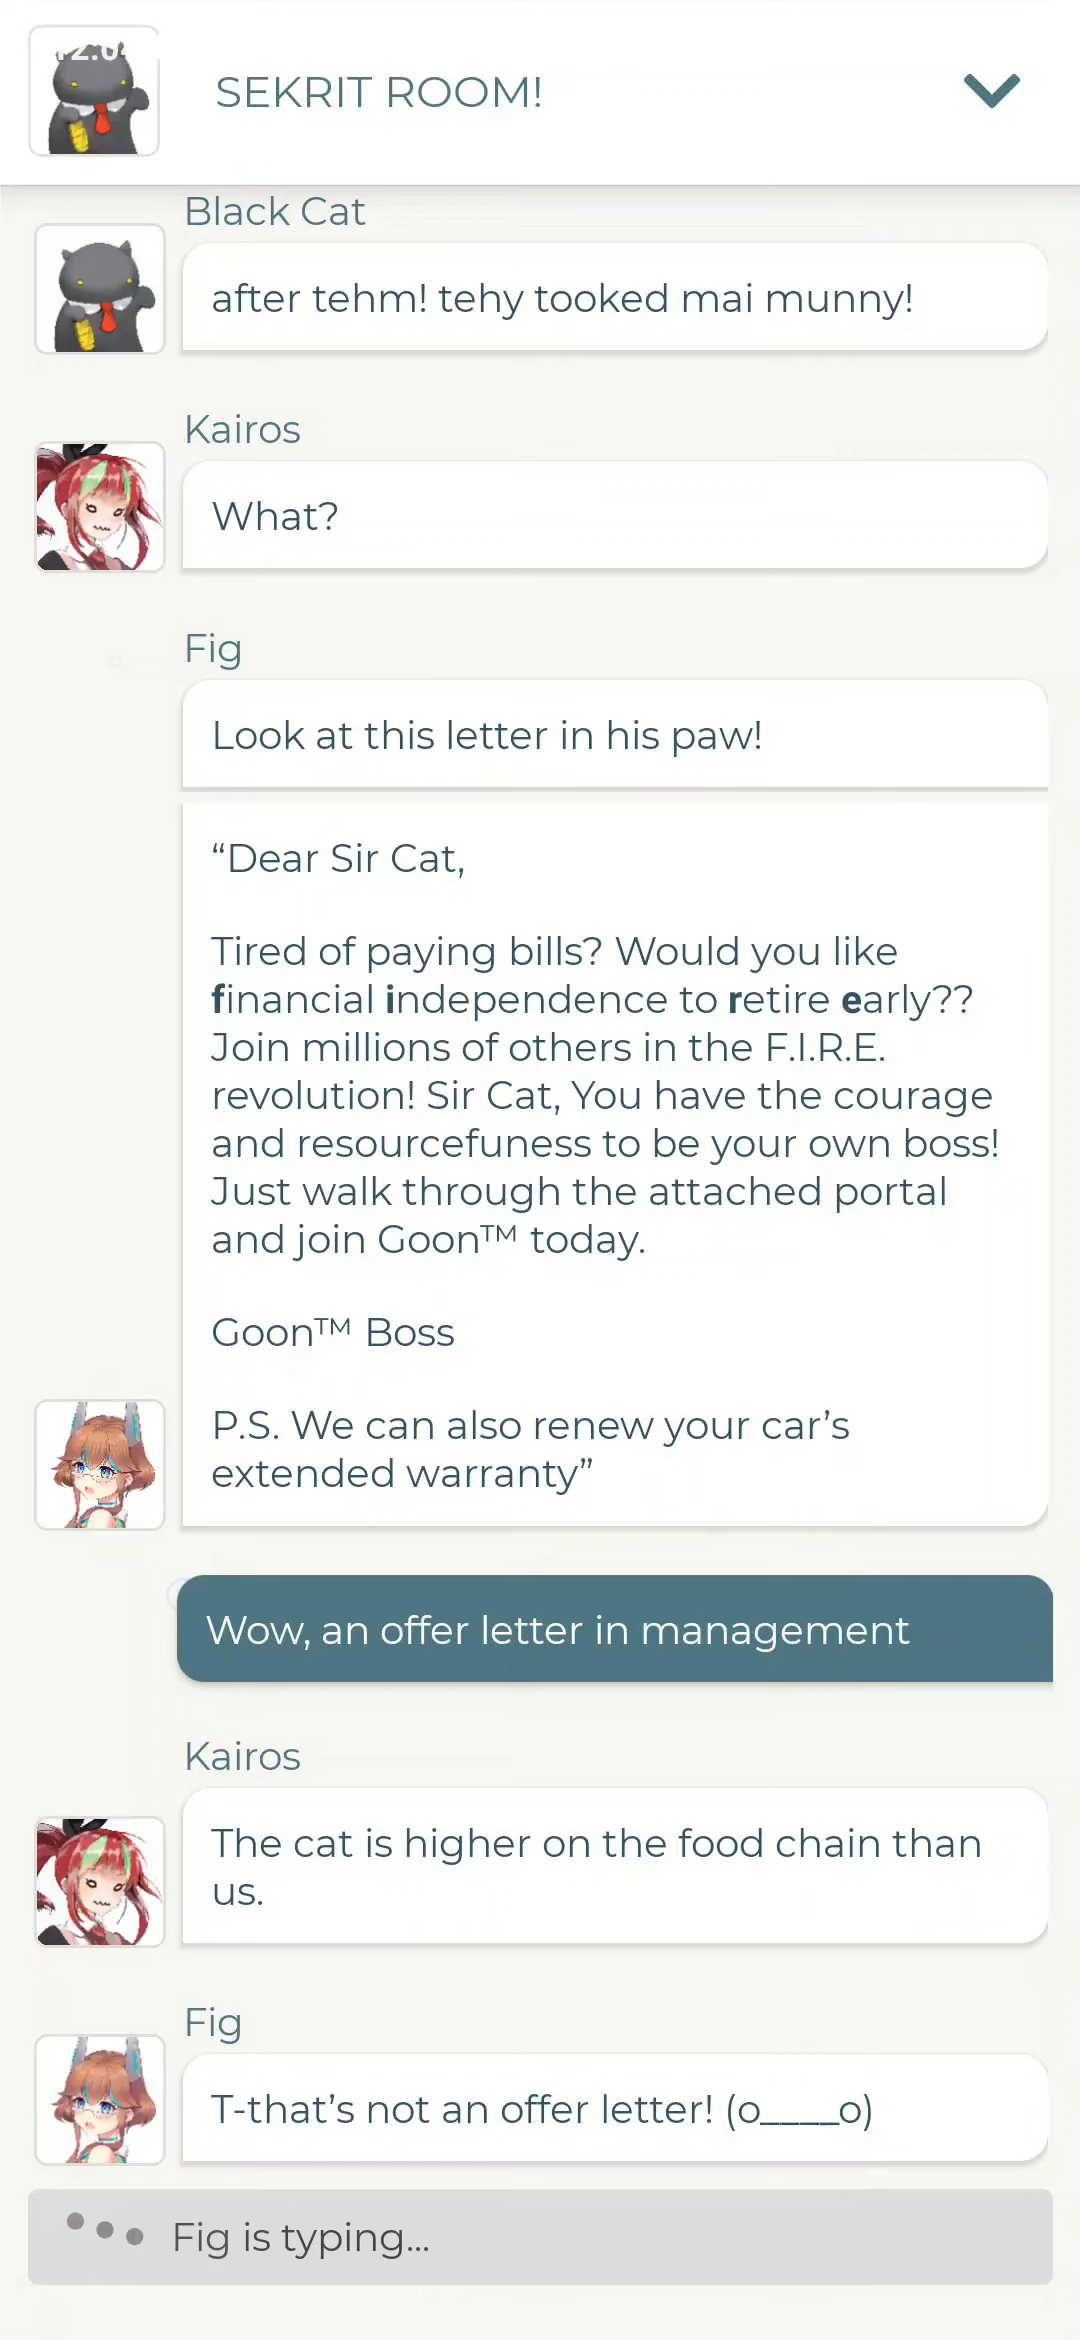 SEKRIT ROOM!
Black Cat
after tehm! tehy tooked mai munny!
Kairos
What?
Fig
Look at this letter in his paw!
“Dear Sir Cat,
Tired of paying bills? Would you like
financial independence to retire early??
Join millions of others in the F.I.R.E.
revolution! Sir Cat, You have the courage
and resourcefuness to be your own boss!
Just walk through the attached portal
and join Goon™ today.
Goon™ Boss
P.S. We can also renew your car’s
extended warranty”
Wow, an offer letter in management
Kairos
The cat is higher on the food chain than
us.
Fig
T-that’s not an offer letter! (o____o)
Fig is typing...